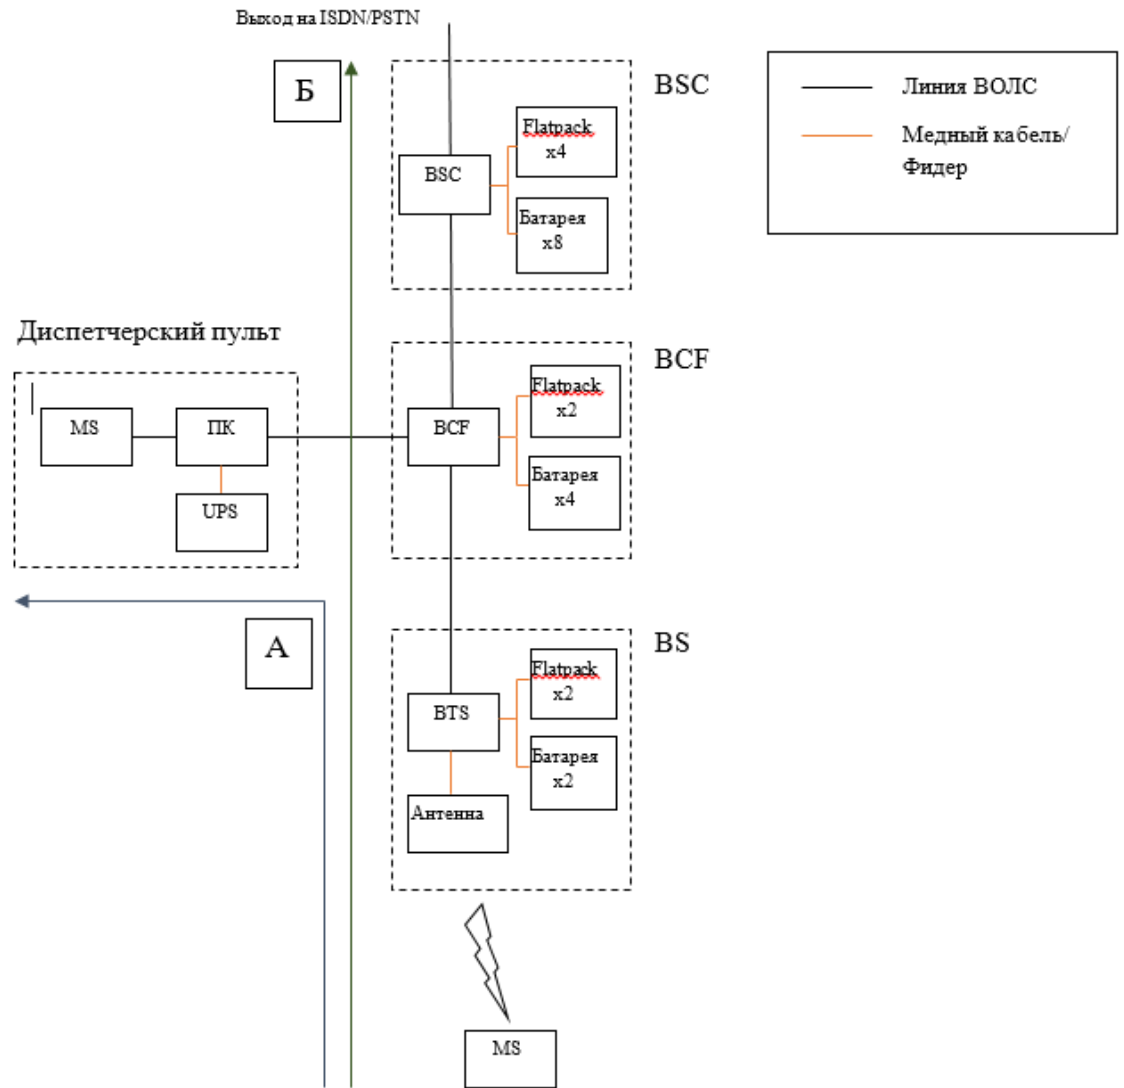 Выход на ISDN/PSTN
Б
BSC
Flatpack
x4
BSC
Батарея
x8
Линия ВОЛС
Медный кабель/
Фидер
Диспетчерский пульт
MS
ПК
UPS
BCF
Flatpack
x2
BCF
Батарея
x4
А
BS
Flatpack
x2
BTS
Батарея
x2
Антенна
MS